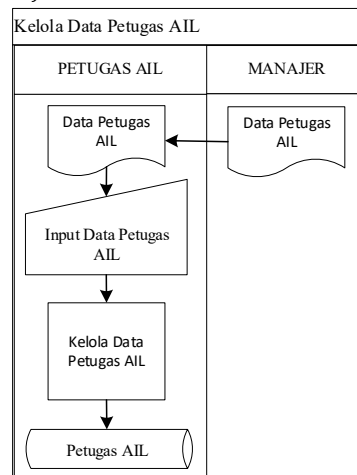 Kelola Data Petugas AIL
PETUGAS AIL
MANAJER
Data Petugas
AIL
Data Petugas
AIL
Input Data Petugas
AIL
Kelola Data
Petugas AIL
Petugas AIL